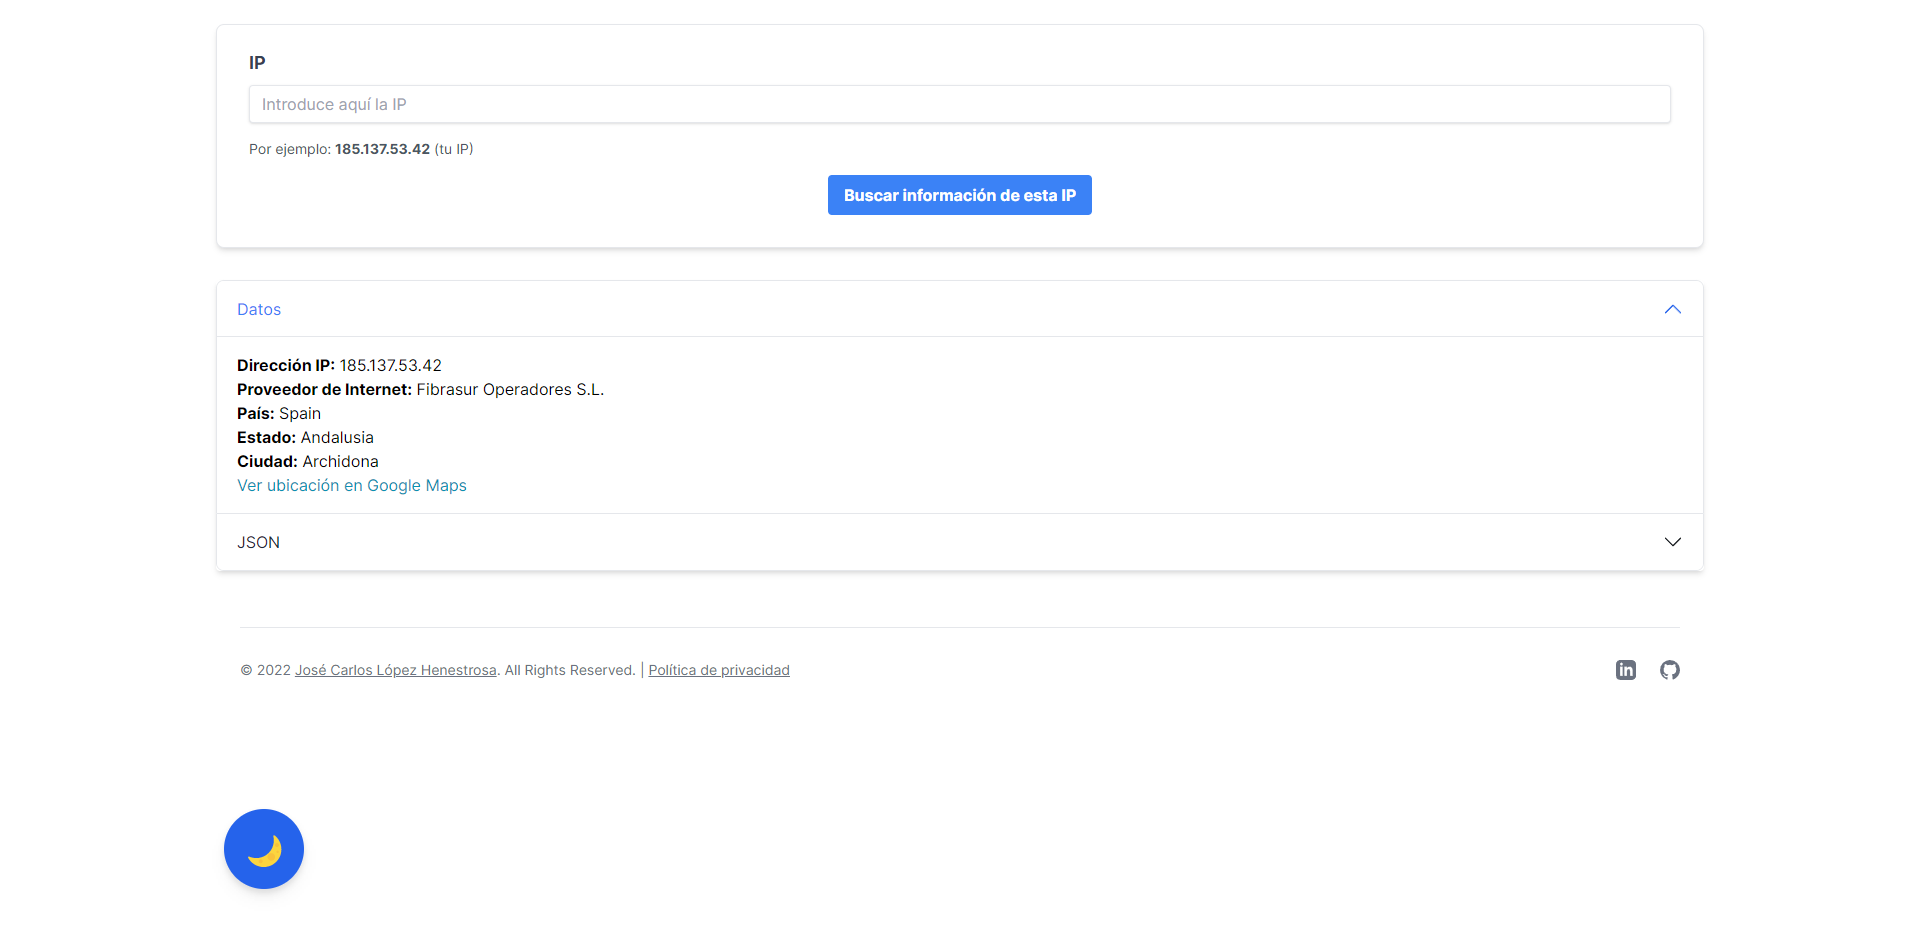 IP
Introduce aquí la IP
Por ejemplo: 185.137.53.42 (tu IP)
Buscar información de esta IP
Datos
Dirección IP: 185.137.53.42
Proveedor de Internet: Fibrasur Operadores S.L.
País: Spain
Estado: Andalusia
Ciudad: Archidona
Ver ubicación en Google Maps
JSON
© 2022 José Carlos López Henestrosa. All Rights Reserved. | Política de privacidad